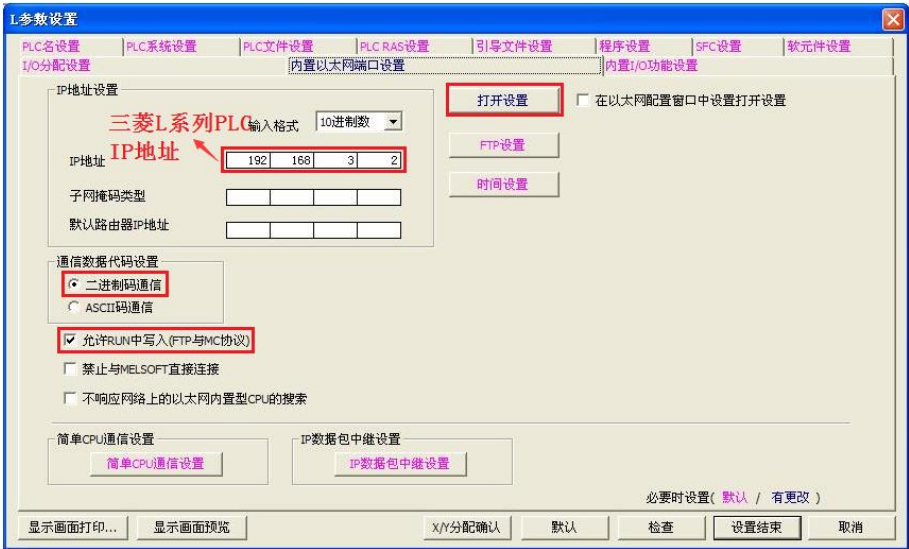 L参数设置
PLC名设置 PLC系统设置 PLC文件设置 PLC RAS设置 引导文件设置 程序设置 SFC设置 软元件设置
I/O分配设置 内置以太网端口设置 内置I/O功能设置
IP地址设置
打开设置 在以太网配置窗口中设置打开设置
三菱L系列PLC
IP地址
输入格式 10进制数
FTP设置
IP地址 192 168 3 2
时间设置
子网掩码类型
默认路由器IP地址
通信数据代码设置
二进制码通信
ASCII码通信
允许RUN中写入(FTP与MC协议)
禁止与MELSOFT直接连接
不响应网络上的以太网内置型CPU的搜索
简单CPU通信设置 IP数据包中继设置
简单CPU通信设置 IP数据包中继设置
必要时设置( 默认 / 有更改 )
显示画面打印... 显示画面预览 X/Y分配确认 默认 检查 设置结束 取消